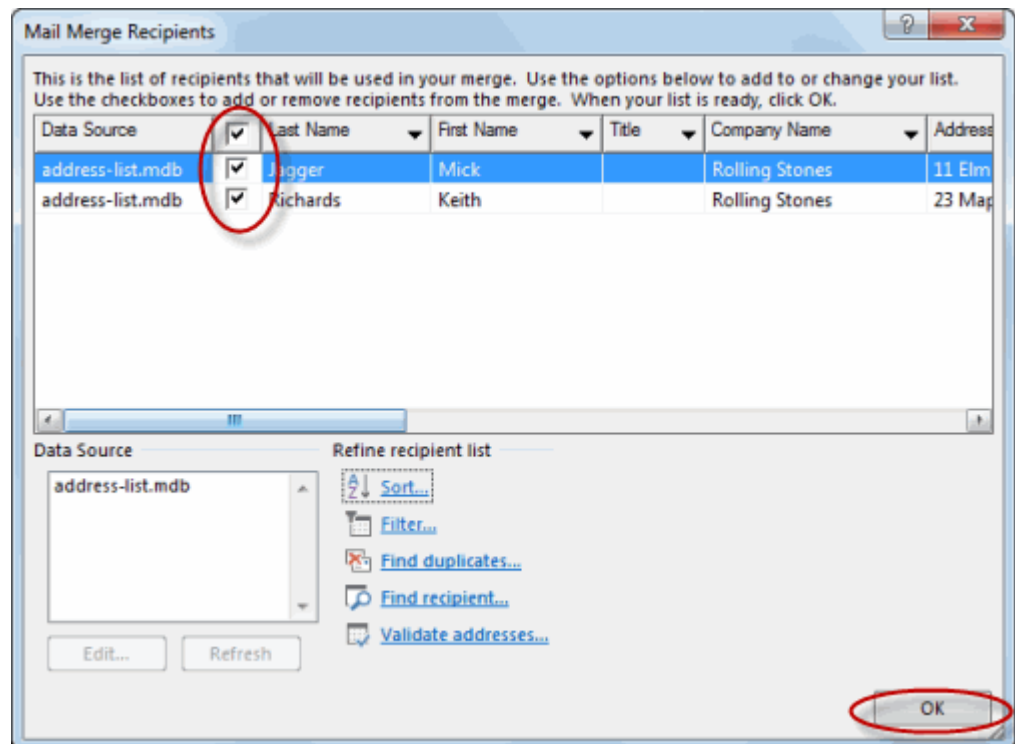 Mail Merge Recipients
This is the list of recipients that will be used in your merge. Use the options below to add to or change your list.
Use the checkboxes to add or remove recipients from the merge. When your list is ready, click OK.
Data Source Last Name First Name Title Company Name Address
address-list.mdb Jagger Mick Rolling Stones 11 Elm
address-list.mdb Richards Keith Rolling Stones 23 Map
Data Source Refine recipient list
address-list.mdb
Sort...
Filter...
Find duplicates...
Find recipient...
Validate addresses...
Edit... Refresh
OK